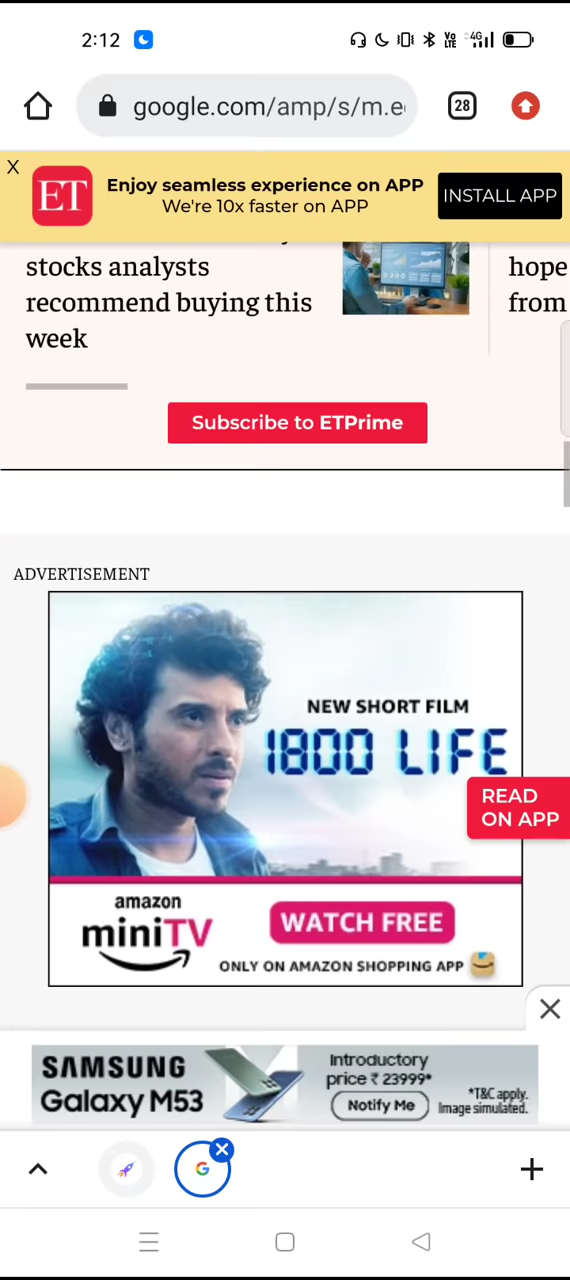 2:12
VO LTE 4G
google.com/amp/s/m.e
28
X
ET
Enjoy seamless experience on APP
We're 10x faster on APP
INSTALL APP
stocks analysts
recommend buying this
week
hope
from
Subscribe to ETPrime
ADVERTISEMENT
NEW SHORT FILM
1800 LIFE
READ
ON APP
amazon
miniTV
WATCH FREE
ONLY ON AMAZON SHOPPING APP
SAMSUNG
Galaxy M53
Introductory
price ₹ 23999*
Notify Me
*T&C apply.
Image simulated.